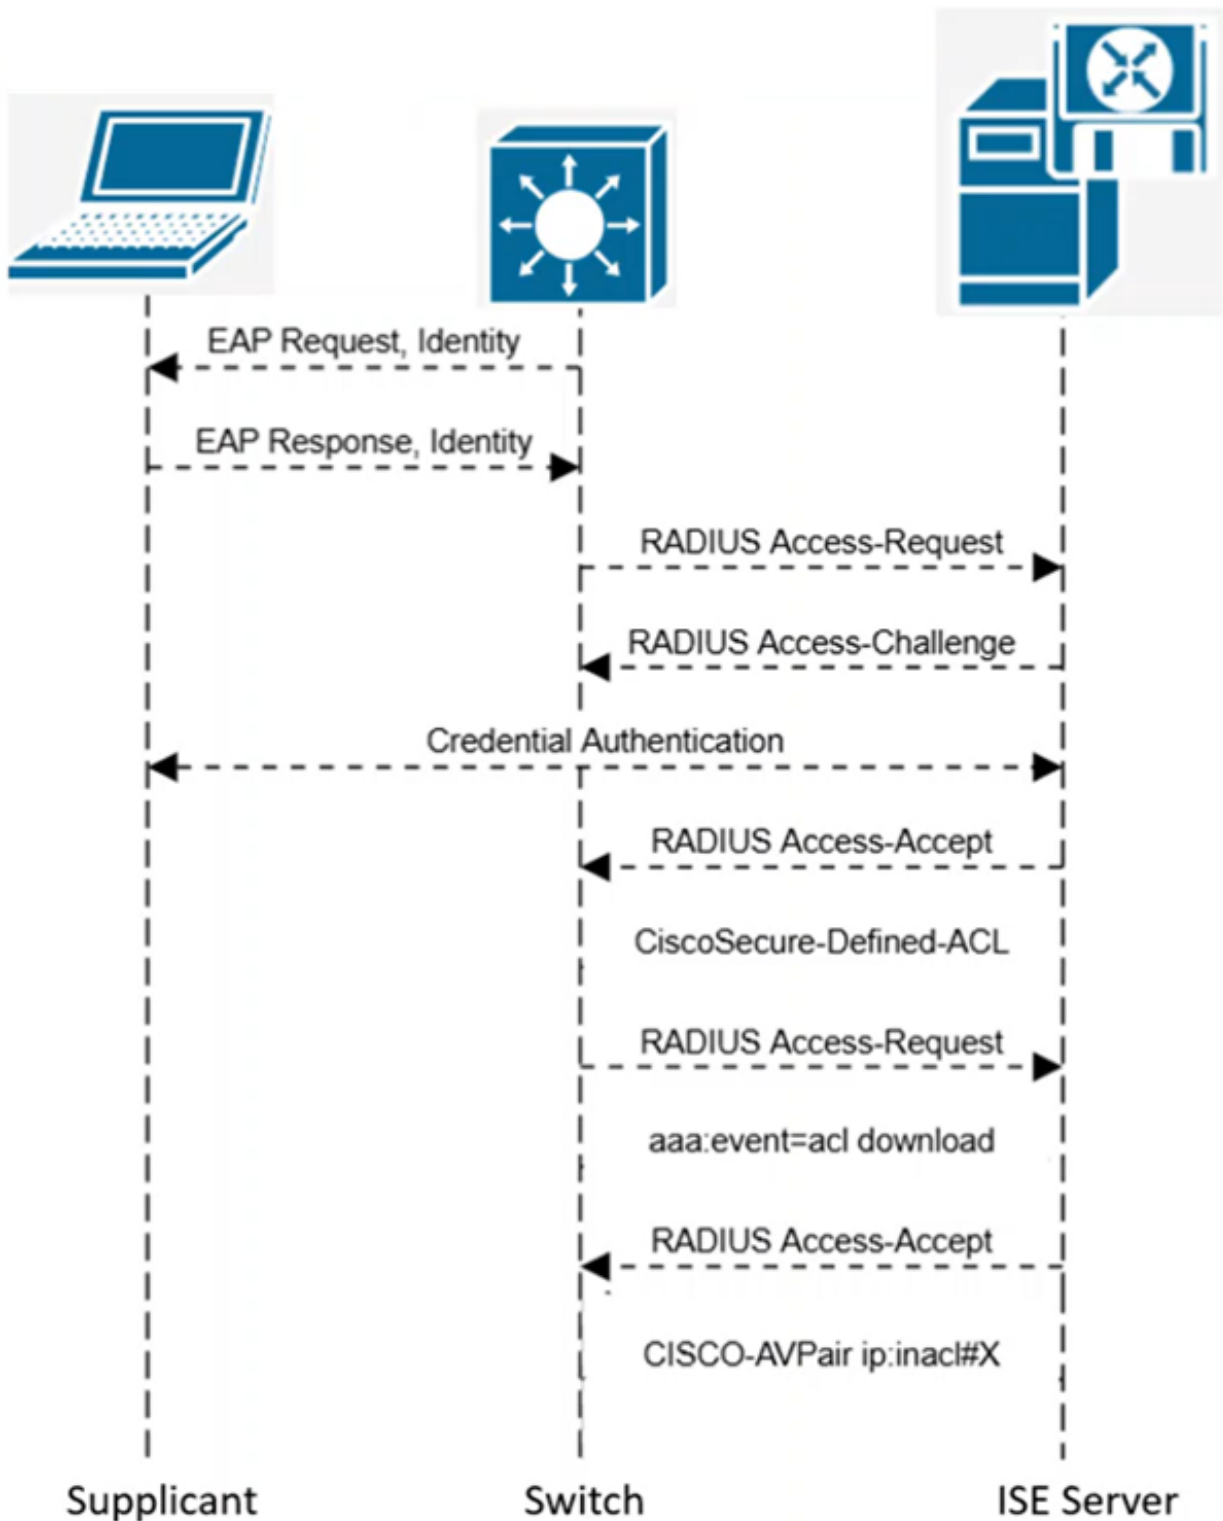 EAP Request, Identity
EAP Response, Identity
RADIUS Access-Request
RADIUS Access-Challenge
Credential Authentication
RADIUS Access-Accept
CiscoSecure-Defined-ACL
RADIUS Access-Request
aaa:event=acl download
RADIUS Access-Accept
CISCO-AVPair ip:inacl#X
Supplicant
Switch
ISE Server